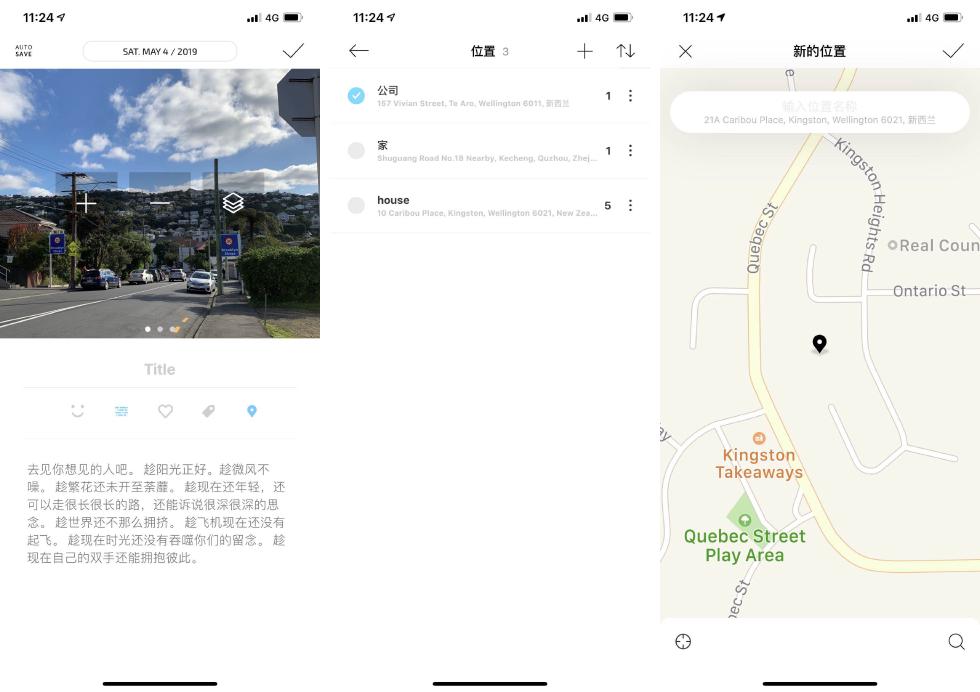 11:24
4G
AUTO
SAVE
SAT. MAY 4 / 2019
Title
去见你想见的人吧。 趁阳光正好。趁微风不
噪。 趁繁花还未开至荼蘼。 趁现在还年轻，还
可以走很长很长的路，还能诉说很深很深的思
念。 趁世界还不那么拥挤。 趁飞机现在还没有
起飞。 趁现在时光还没有吞噬你们的留念。 趁
现在自己的双手还能拥抱彼此。
11:24
4G
位置 3
公司
167 Vivian Street, Te Aro, Wellington 6011, 新西兰
1
家
Shuguang Road No.18 Nearby, Kecheng, Quzhou, Zhej...
1
house
10 Caribou Place, Kingston, Wellington 6021, New Zea...
5
11:24
4G
新的位置
e
输入位置名称
21A Caribou Place, Kingston, Wellington 6021, 新西兰
Kingston Heights Rd
Quebec St
Real Coun
Ontario St
ay
Kingston
Takeaways
Quebec Street
Play Area
bec St